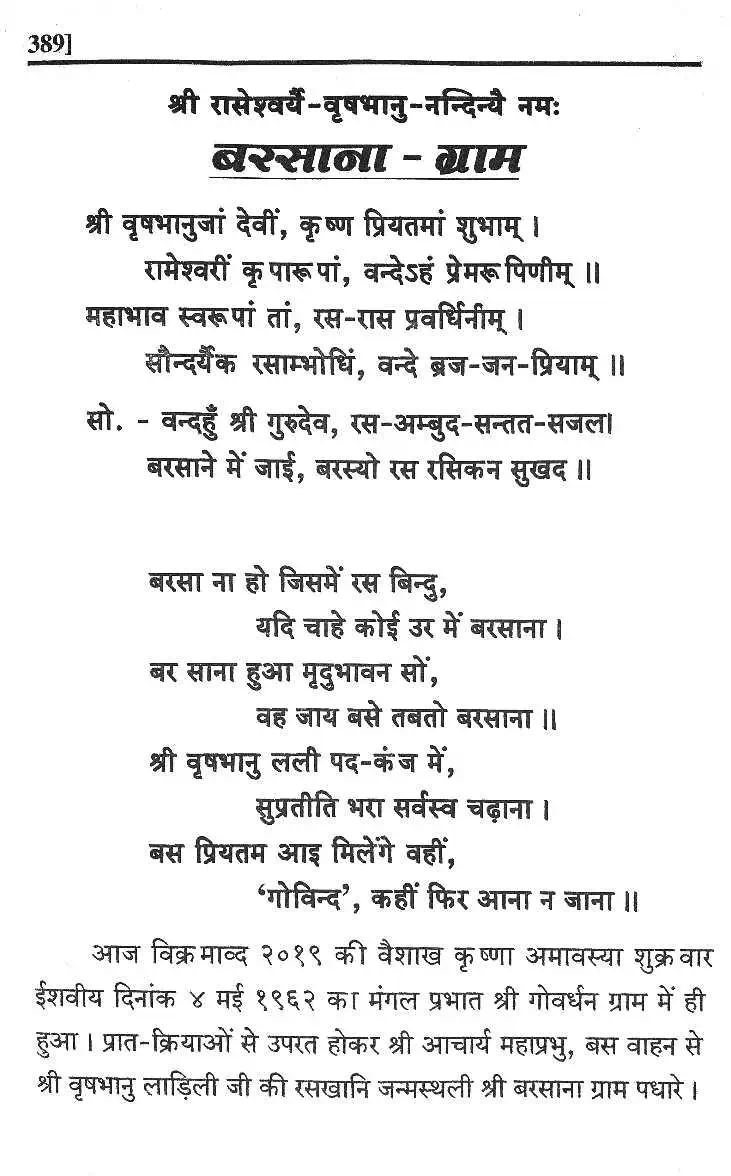 389]
श्री रासेश्वर्यै-वृषभानु-नन्दिन्यै नमः
बरसाना - ग्राम
श्री वृषभानुजां देवीं, कृष्ण प्रियतमां शुभाम् ।
रामेश्वरीं कृपारूपां, वन्देऽहं प्रेमरूपिणीम् ॥
महाभाव स्वरूपां तां, रस-रास प्रवर्धिनीम् ।
सौन्दर्यैक रसाम्भोधिं, वन्दे ब्रज-जन-प्रियाम् ॥
सो. - वन्दहुँ श्री गुरुदेव, रस-अम्बुद-सन्तत-सजल।
बरसाने में जाई, बरस्यो रस रसिकन सुखद ॥
बरसा ना हो जिसमें रस बिन्दु,
यदि चाहे कोई उर में बरसाना ।
बर साना हुआ मृदुभावन सों,
वह जाय बसे तबतो बरसाना ॥
श्री वृषभानु लली पद-कंज में,
सुप्रतीति भरा सर्वस्व चढ़ाना ।
बस प्रियतम आइ मिलेंगे वहीं,
‘गोविन्द’, कहीं फिर आना न जाना ॥
आज विक्रमाव्द २०१९ की वैशाख कृष्णा अमावस्या शुक्रवार
ईशवीय दिनांक ४ मई १९६२ का मंगल प्रभात श्री गोवर्धन ग्राम में ही
हुआ । प्रात-क्रियाओं से उपरत होकर श्री आचार्य महाप्रभु, बस वाहन से
श्री वृषभानु लाड़िली जी की रसखानि जन्मस्थली श्री बरसाना ग्राम पधारे ।